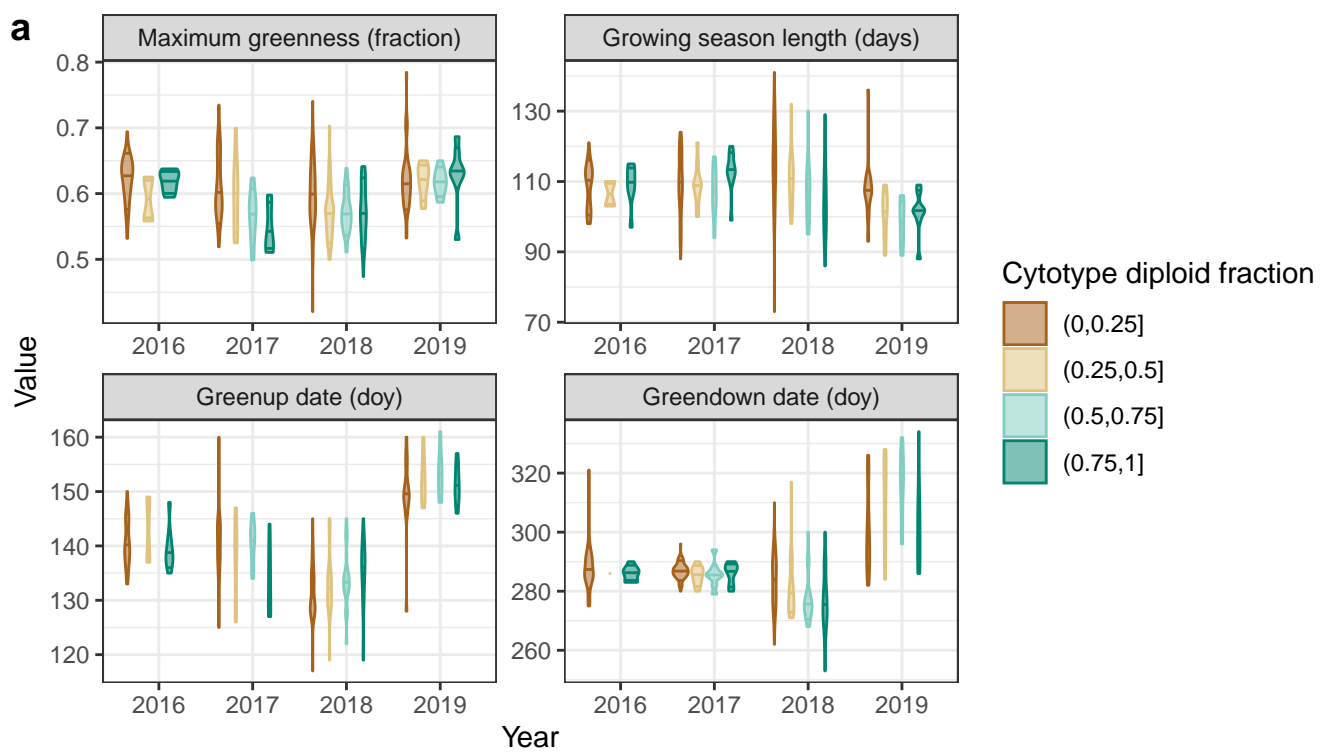 a
Maximum greenness (fraction)
Growing season length (days)
0.8
0.7
0.6
0.5
130
110
90
70
2016 2017 2018 2019
2016 2017 2018 2019
Value
Greenup date (doy)
Greendown date (doy)
160
150
140
130
120
320
300
280
260
2016 2017 2018 2019
2016 2017 2018 2019
Year
Cytotype diploid fraction
(0,0.25]
(0.25,0.5]
(0.5,0.75]
(0.75,1]